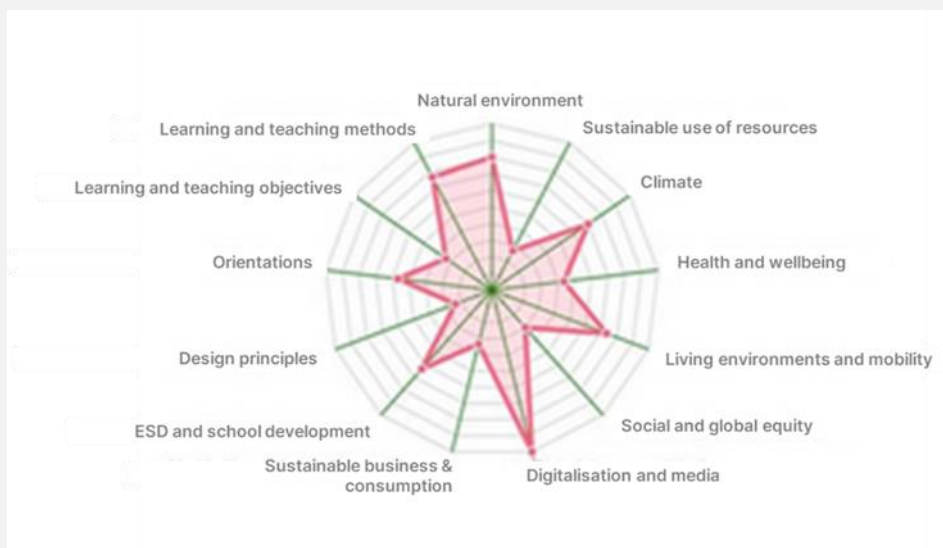 Natural environment
Sustainable use of resources
Climate
Health and wellbeing
Living environments and mobility
Social and global equity
Digitalisation and media
Sustainable business &
consumption
ESD and school development
Design principles
Orientations
Learning and teaching objectives
Learning and teaching methods